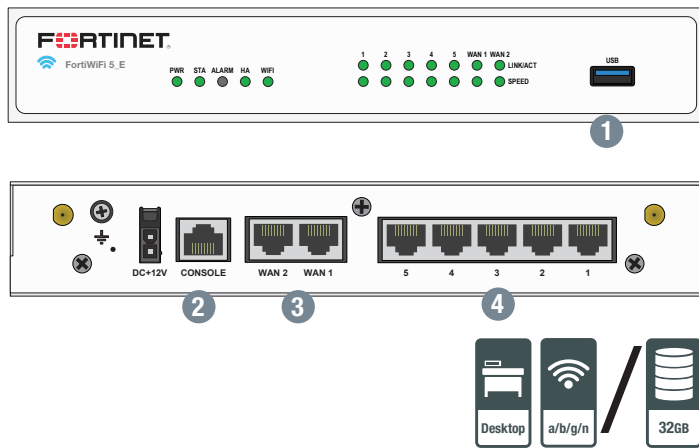 FORTINET.
FortiWiFi 5_E
PWR STA ALARM HA WIFI
1 2 3 4 5 WAN 1 WAN 2
LINK/ACT
SPEED
USB
1
DC+12V CONSOLE WAN 2 WAN 1 5 4 3 2 1
2 3 4
Desktop a/b/g/n / 32GB